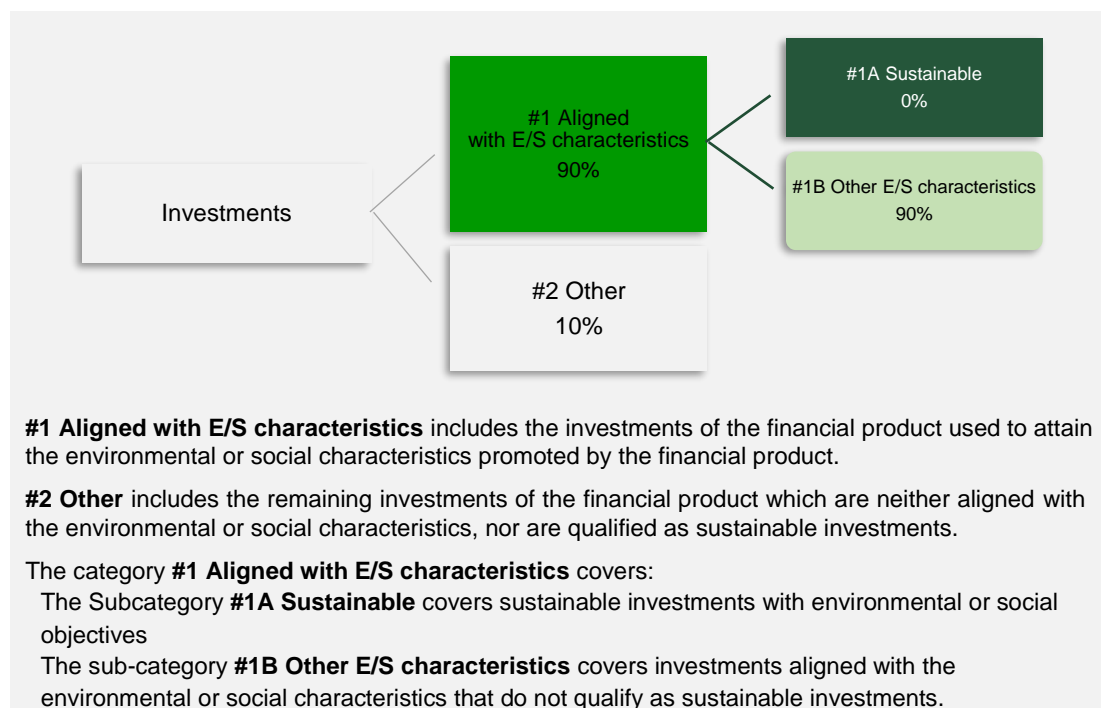 #1A Sustainable
0%
#1 Aligned
with E/S characteristics
90%
#1B Other E/S characteristics
90%
Investments
#2 Other
10%
#1 Aligned with E/S characteristics includes the investments of the financial product used to attain
the environmental or social characteristics promoted by the financial product.
#2 Other includes the remaining investments of the financial product which are neither aligned with
the environmental or social characteristics, nor are qualified as sustainable investments.
The category #1 Aligned with E/S characteristics covers:
The Subcategory #1A Sustainable covers sustainable investments with environmental or social
objectives
The sub-category #1B Other E/S characteristics covers investments aligned with the
environmental or social characteristics that do not qualify as sustainable investments.